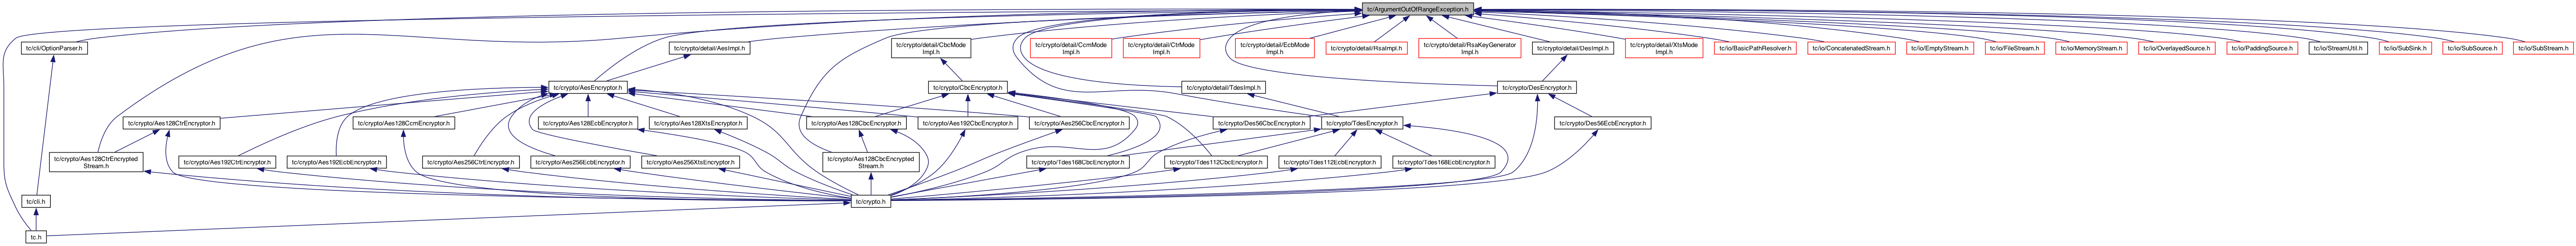 tc/ArgumentOutOfRangeException.h
tc/cli/OptionParser.h
tc/crypto/detail/AesImpl.h
tc/crypto/detail/CbcMode
Impl.h
tc/crypto/detail/CcmMode
Impl.h
tc/crypto/detail/CtrMode
Impl.h
tc/crypto/detail/EcbMode
Impl.h
tc/crypto/detail/RsaImpl.h
tc/crypto/detail/RsaKeyGenerator
Impl.h
tc/crypto/detail/DesImpl.h
tc/crypto/detail/XtsMode
Impl.h
tc/io/BasicPathResolver.h
tc/io/ConcatenatedStream.h
tc/io/EmptyStream.h
tc/io/FileStream.h
tc/io/MemoryStream.h
tc/io/OverlayedSource.h
tc/io/PaddingSource.h
tc/io/StreamUtil.h
tc/io/SubSink.h
tc/io/SubSource.h
tc/io/SubStream.h
tc/crypto/AesEncryptor.h
tc/crypto/CbcEncryptor.h
tc/crypto/detail/TdesImpl.h
tc/crypto/DesEncryptor.h
tc/crypto/Aes128CtrEncryptor.h
tc/crypto/Aes128CcmEncryptor.h
tc/crypto/Aes128EcbEncryptor.h
tc/crypto/Aes128XtsEncryptor.h
tc/crypto/Aes128CbcEncryptor.h
tc/crypto/Aes192CbcEncryptor.h
tc/crypto/Aes256CbcEncryptor.h
tc/crypto/Des56CbcEncryptor.h
tc/crypto/TdesEncryptor.h
tc/crypto/Des56EcbEncryptor.h
tc/crypto/Aes128CtrEncrypted
Stream.h
tc/crypto/Aes192CtrEncryptor.h
tc/crypto/Aes192EcbEncryptor.h
tc/crypto/Aes256CtrEncryptor.h
tc/crypto/Aes256EcbEncryptor.h
tc/crypto/Aes256XtsEncryptor.h
tc/crypto/Aes128CbcEncrypted
Stream.h
tc/crypto/Tdes168CbcEncryptor.h
tc/crypto/Tdes112CbcEncryptor.h
tc/crypto/Tdes112EcbEncryptor.h
tc/crypto/Tdes168EcbEncryptor.h
tc/cli.h
tc/crypto.h
tc.h